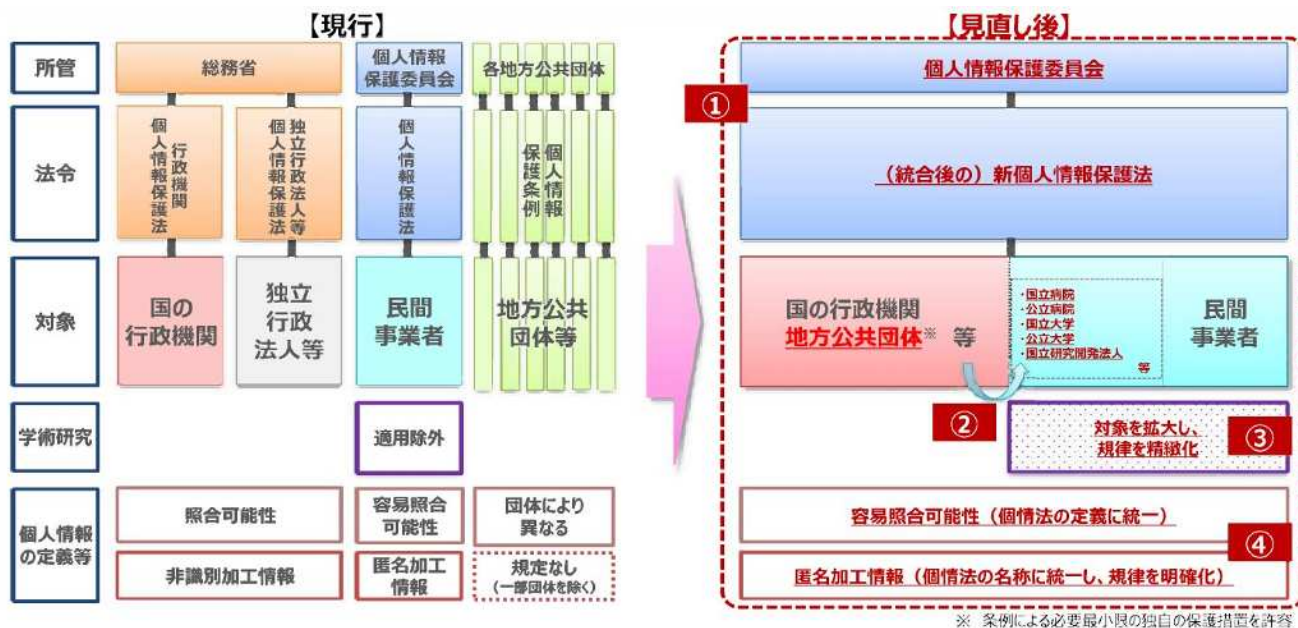 【現行】
【見直し後】
所管
総務省
個人情報
保護委員会
各地方公共団体
個人情報保護委員会
①
法令
行政機関
個人情報保護法
独立行政法人等
個人情報保護法
個人情報保護法
個人情報
保護条例
（統合後の）新個人情報保護法
対象
国の
行政機関
独立
行政
法人等
民間
事業者
地方公共
団体等
国の行政機関
地方公共団体※ 等
・国立病院
・公立病院
・国立大学
・公立大学
・国立研究開発法人
等
民間
事業者
②
学術研究
適用除外
対象を拡大し、
規律を精緻化
③
個人情報
の定義等
照合可能性
容易照合
可能性
団体により
異なる
容易照合可能性（個情法の定義に統一）
④
非識別加工情報
匿名加工
情報
規定なし
（一部団体を除く）
匿名加工情報（個情法の名称に統一し、規律を明確化）
※ 条例による必要最小限の独自の保護措置を許容